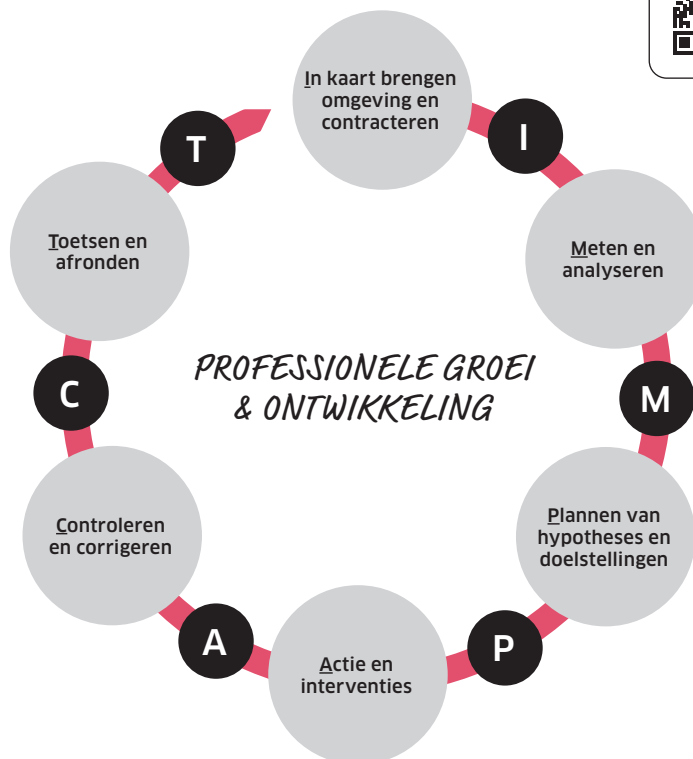 In kaart brengen
omgeving en
contracteren
I
Meten en
analyseren
M
Plannen van
hypotheses en
doelstellingen
P
Actie en
interventies
A
Controleren
en corrigeren
C
Toetsen en
afronden
T
PROFESSIONELE GROEI
& ONTWIKKELING